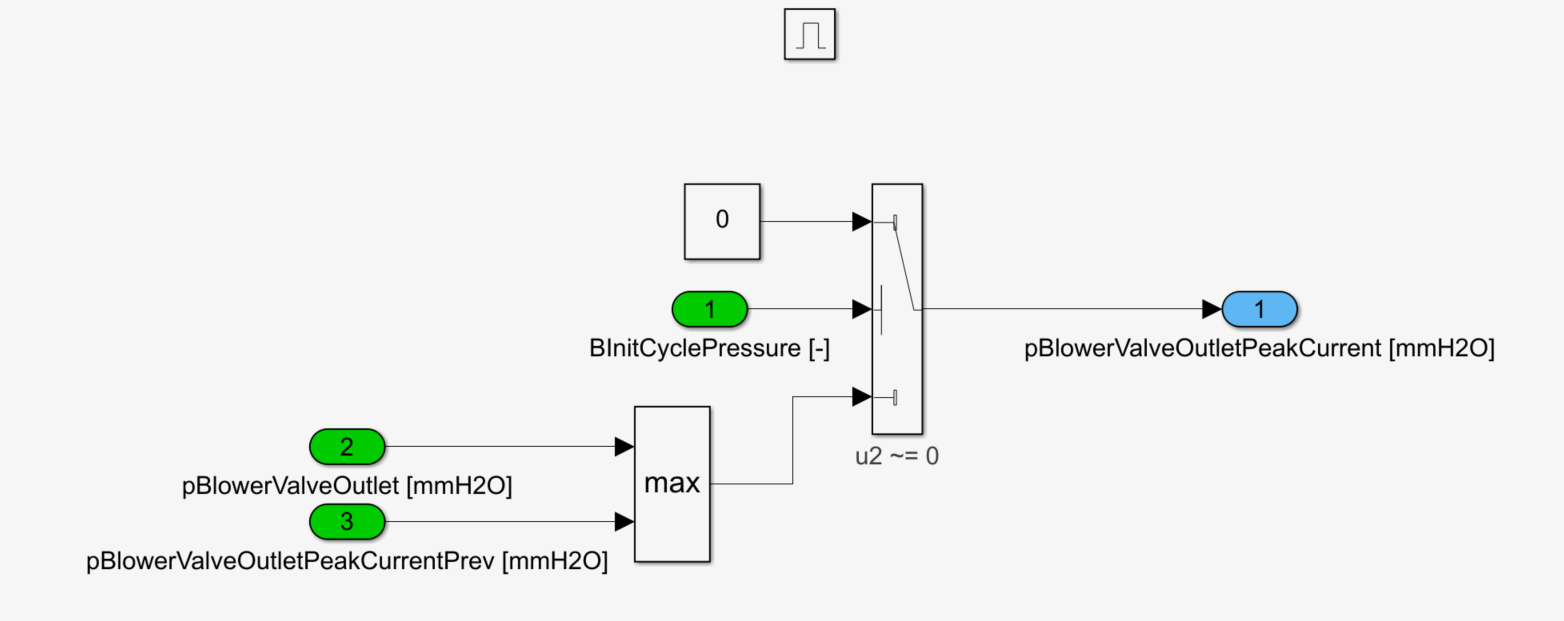 0
1
BInitCyclePressure [-]
1
pBlowerValveOutletPeakCurrent [mmH2O]
2
pBlowerValveOutlet [mmH2O]
max
u2 ~= 0
3
pBlowerValveOutletPeakCurrentPrev [mmH2O]